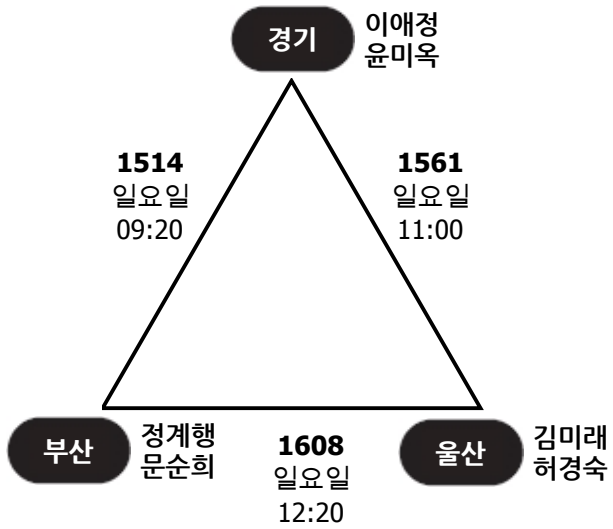 경기
이애정
윤미옥
1514
일요일
09:20
1561
일요일
11:00
부산
정계행
문순희
1608
일요일
12:20
울산
김미래
허경숙